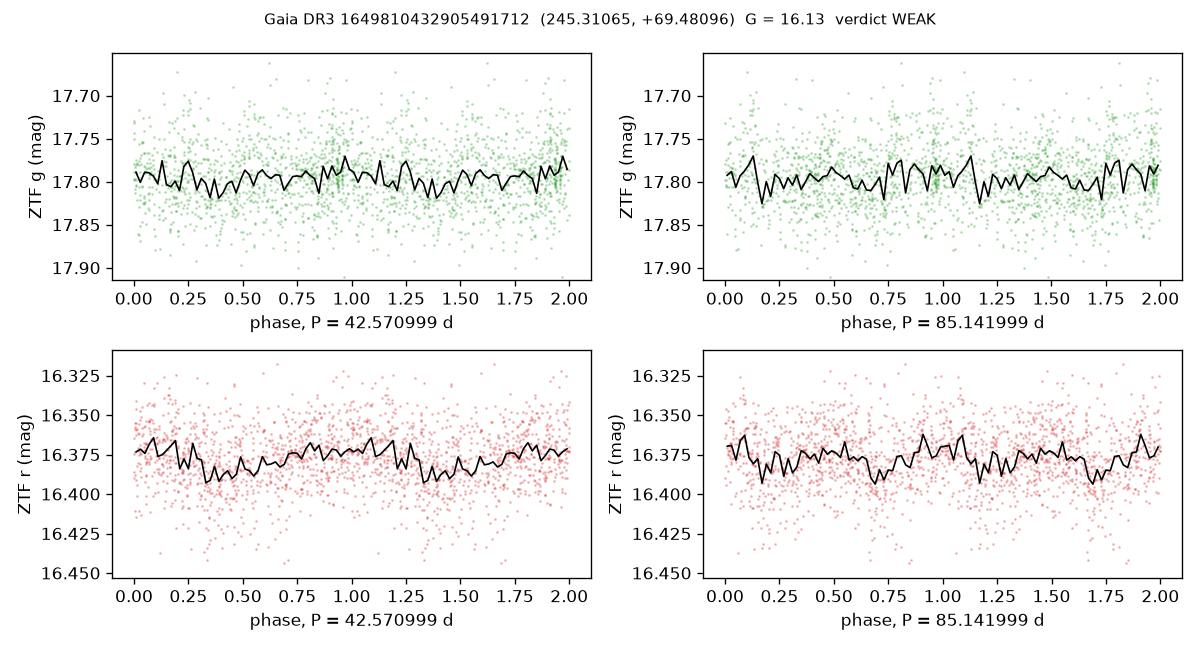 Gaia DR3 1649810432905491712  (245.31065, +69.48096)  G = 16.13  verdict WEAK
ZTF g (mag)
17.70
17.75
17.80
17.85
17.90
0.00 0.25 0.50 0.75 1.00 1.25 1.50 1.75 2.00
phase, P = 42.570999 d
ZTF g (mag)
17.70
17.75
17.80
17.85
17.90
0.00 0.25 0.50 0.75 1.00 1.25 1.50 1.75 2.00
phase, P = 85.141999 d
ZTF r (mag)
16.325
16.350
16.375
16.400
16.425
16.450
0.00 0.25 0.50 0.75 1.00 1.25 1.50 1.75 2.00
phase, P = 42.570999 d
ZTF r (mag)
16.325
16.350
16.375
16.400
16.425
16.450
0.00 0.25 0.50 0.75 1.00 1.25 1.50 1.75 2.00
phase, P = 85.141999 d